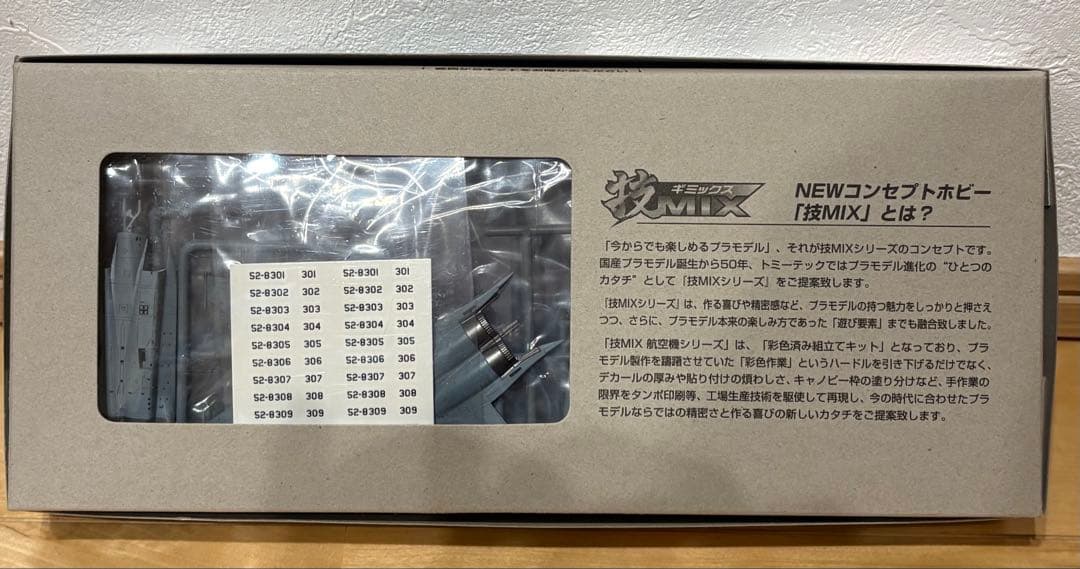 52-8301 301 52-8301 301
52-8302 302 52-8302 302
52-8303 303 52-8303 303
52-8304 304 52-8304 304
52-8305 305 52-8305 305
52-8306 306 52-8306 306
52-8307 307 52-8307 307
52-8308 308 52-8308 308
52-8309 309 52-8309 309
技MIX
ギミックス
NEWコンセプトホビー
「技MIX」とは？
「今からでも楽しめるプラモデル」、それが技MIXシリーズのコンセプトです。
国産プラモデル誕生から50年、トミーテックではプラモデル進化の“ひとつの
カタチ”として「技MIXシリーズ」をご提案致します。
「技MIXシリーズ」は、作る喜びや精密感など、プラモデルの持つ魅力をしっかりと押さえ
つつ、さらに、プラモデル本来の楽しみ方であった「遊び要素」までも融合致しました。
「技MIX 航空機シリーズ」は、「彩色済み組立てキット」となっており、プラ
モデル製作を躊躇させていた「彩色作業」というハードルを引き下げるだけでなく、
デカールの厚みや貼り付けの煩わしさ、キャノピー枠の塗り分けなど、手作業の
限界をタンポ印刷等、工場生産技術を駆使して再現し、今の時代に合わせたプラ
モデルならではの精密さと作る喜びの新しいカタチをご提案致します。